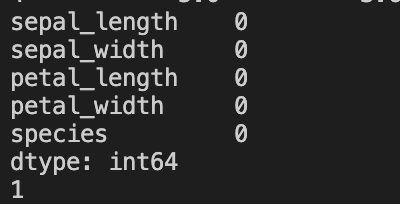 sepal_length    0
sepal_width     0
petal_length    0
petal_width     0
species         0
dtype: int64
1